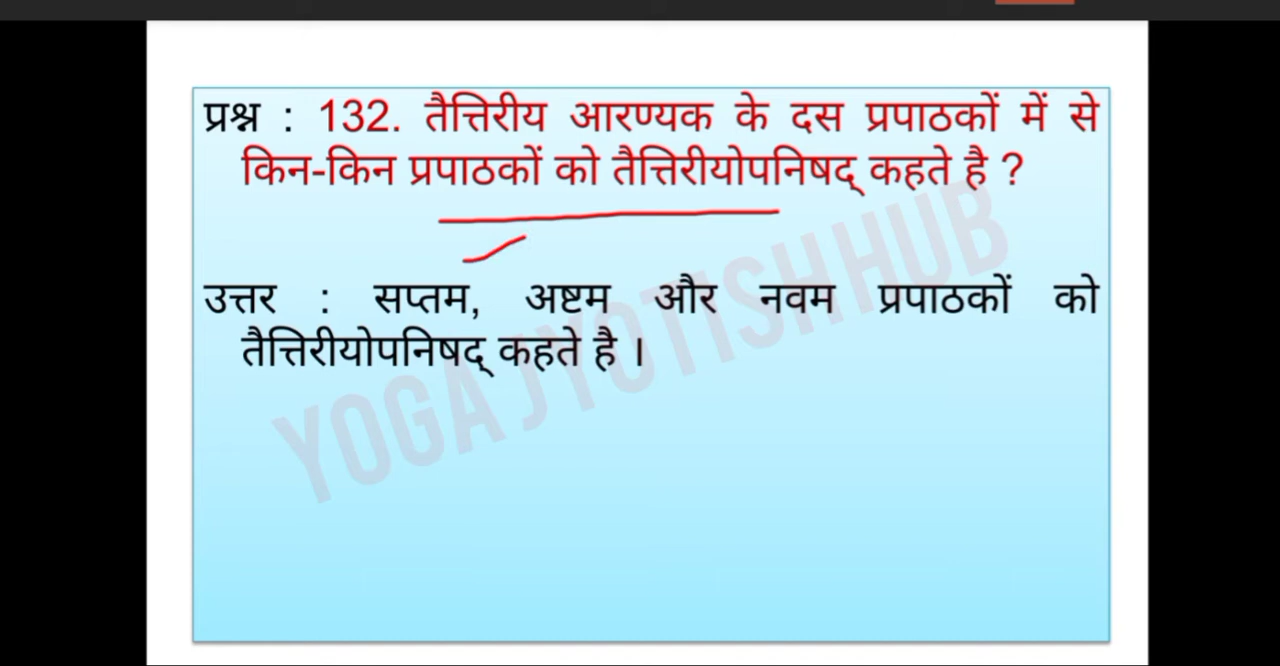 प्रश्न : 132. तैत्तिरीय आरण्यक के दस प्रपाठकों में से
किन-किन प्रपाठकों को तैत्तिरीयोपनिषद् कहते है ?
उत्तर : सप्तम, अष्टम और नवम प्रपाठकों को
तैत्तिरीयोपनिषद् कहते है ।
YOGA JYOTISH HUB